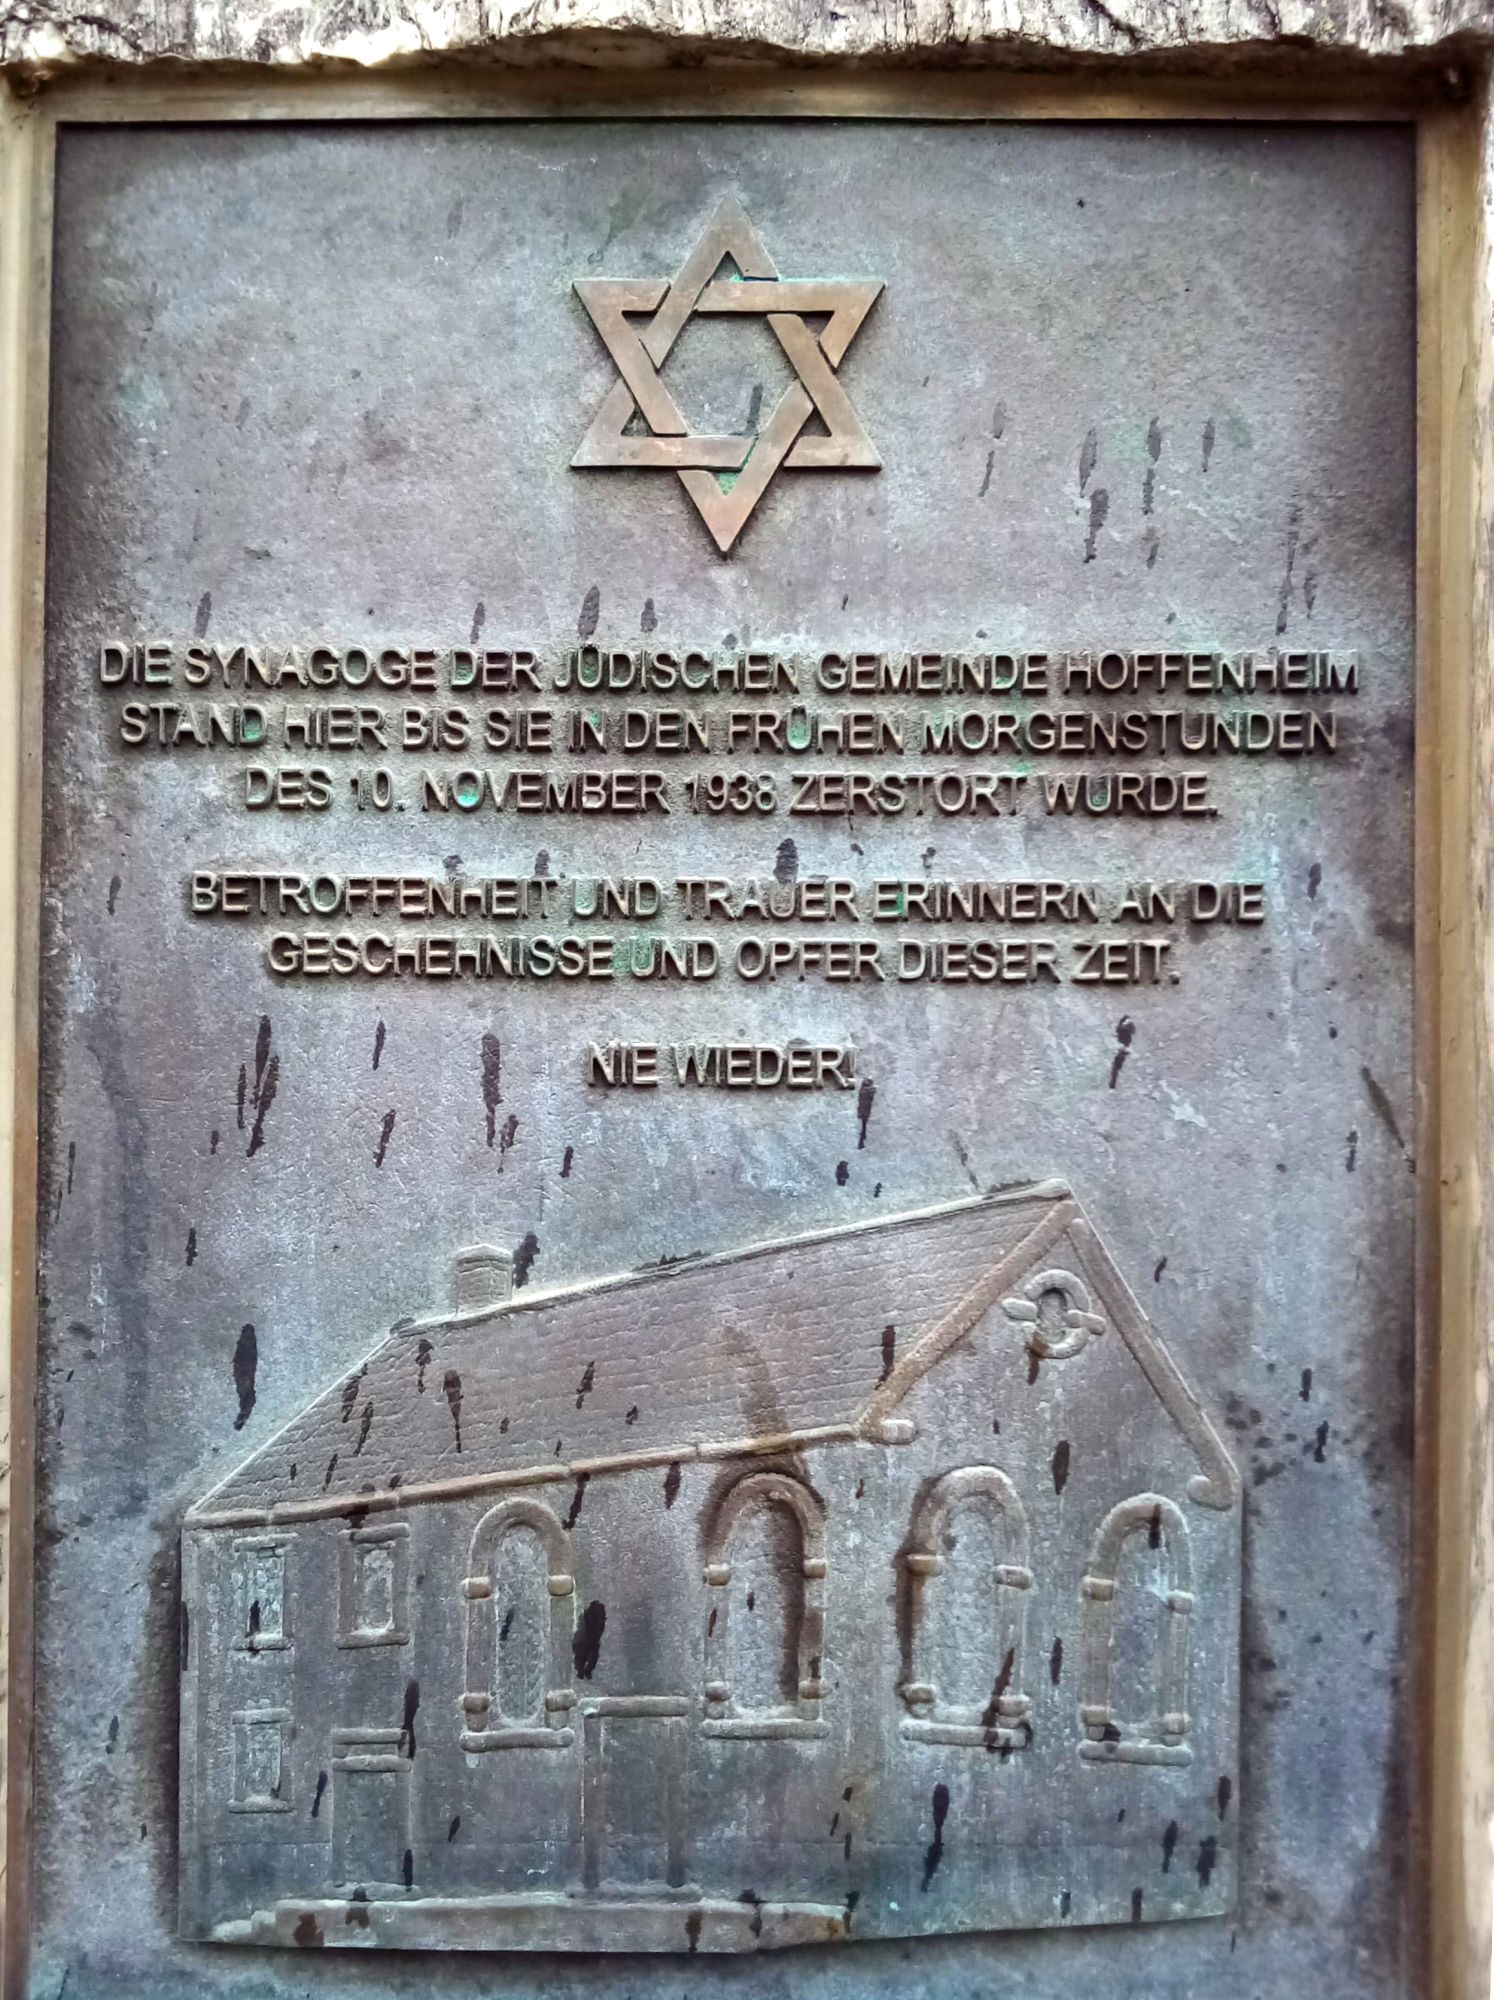 DIE SYNAGOGE DER JÜDISCHEN GEMEINDE HOFFENHEIM
STAND HIER BIS SIE IN DEN FRÜHEN MORGENSTUNDEN
DES 10. NOVEMBER 1938 ZERSTÖRT WURDE.
BETROFFENHEIT UND TRAUER ERINNERN AN DIE
GESCHEHNISSE UND OPFER DIESER ZEIT.
NIE WIEDER!